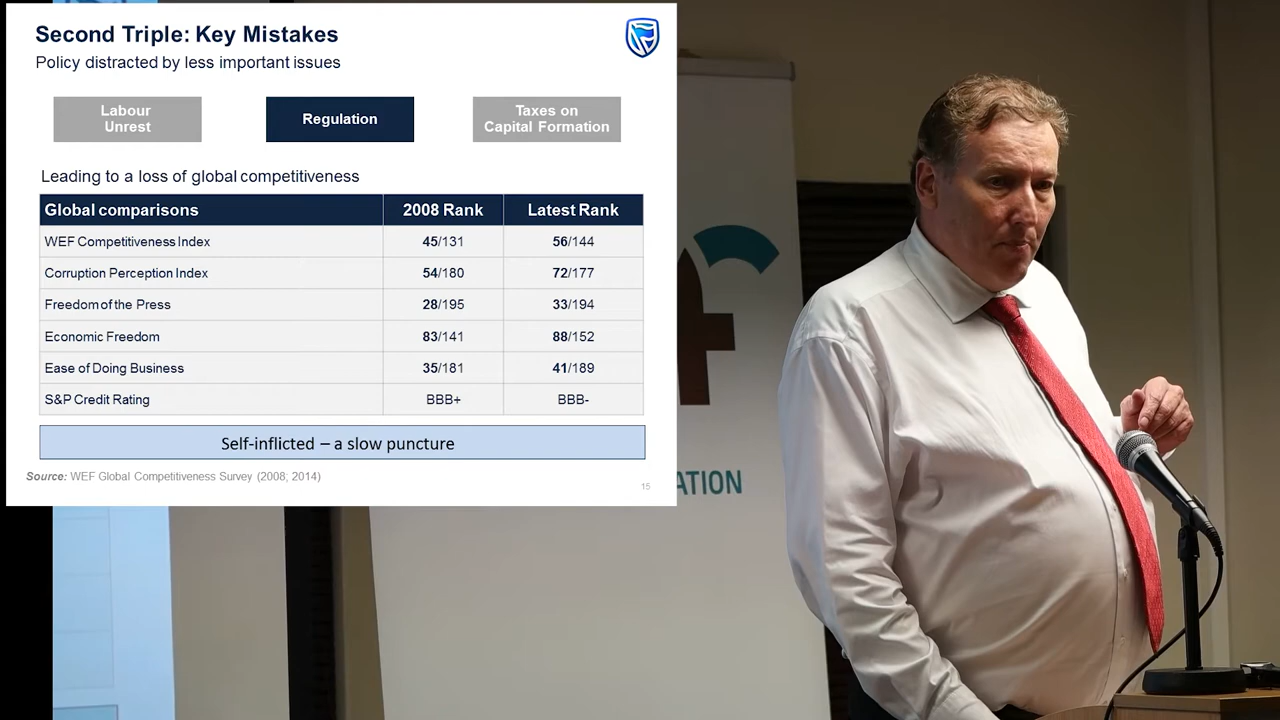 Second Triple: Key Mistakes
Policy distracted by less important issues
Labour
Unrest
Regulation
Taxes on
Capital Formation
Leading to a loss of global competitiveness
Global comparisons 2008 Rank Latest Rank
WEF Competitiveness Index 45/131 56/144
Corruption Perception Index 54/180 72/177
Freedom of the Press 28/195 33/194
Economic Freedom 83/141 88/152
Ease of Doing Business 35/181 41/189
S&P Credit Rating BBB+ BBB-
Self-inflicted – a slow puncture
Source: WEF Global Competitiveness Survey (2008; 2014)
15
ATION